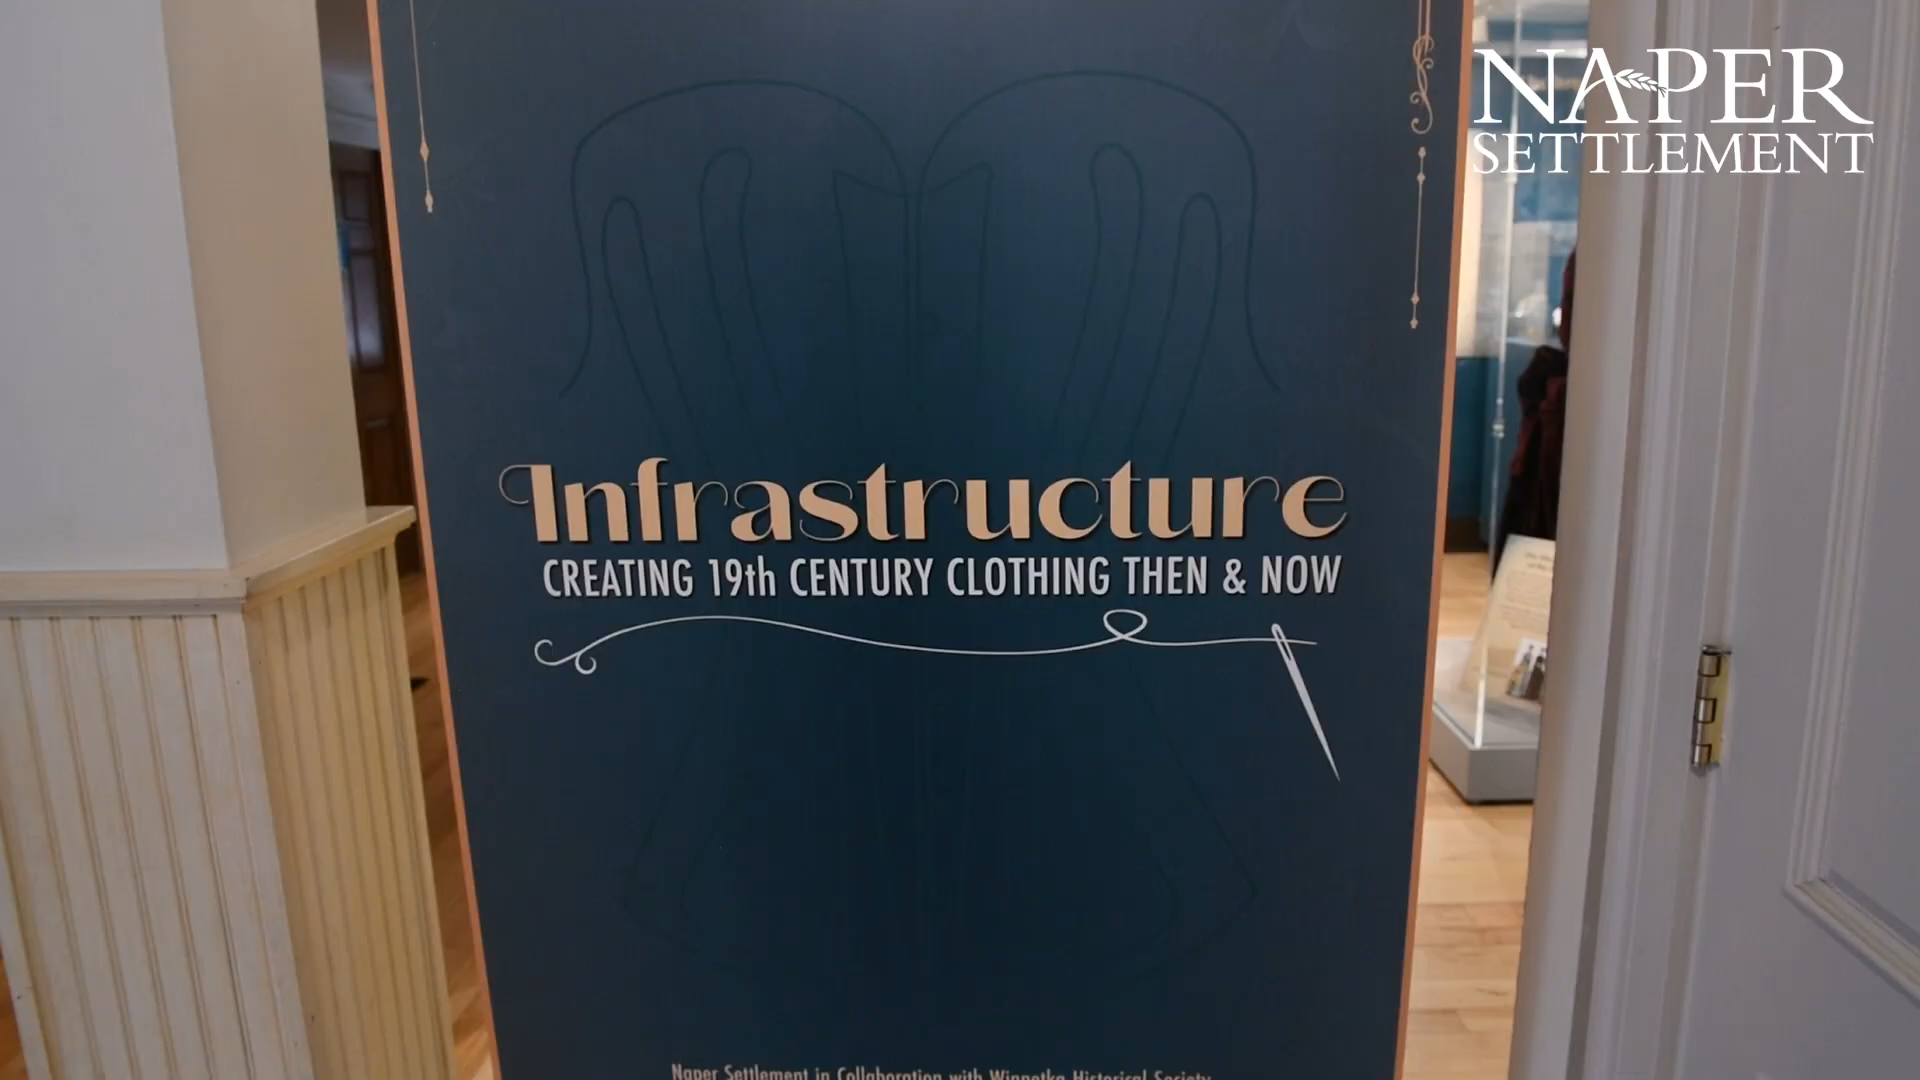 NAPER
SETTLEMENT
Infrastructure
CREATING 19th CENTURY CLOTHING THEN & NOW
Naper Settlement in Collaboration with Winnetka Historical Society